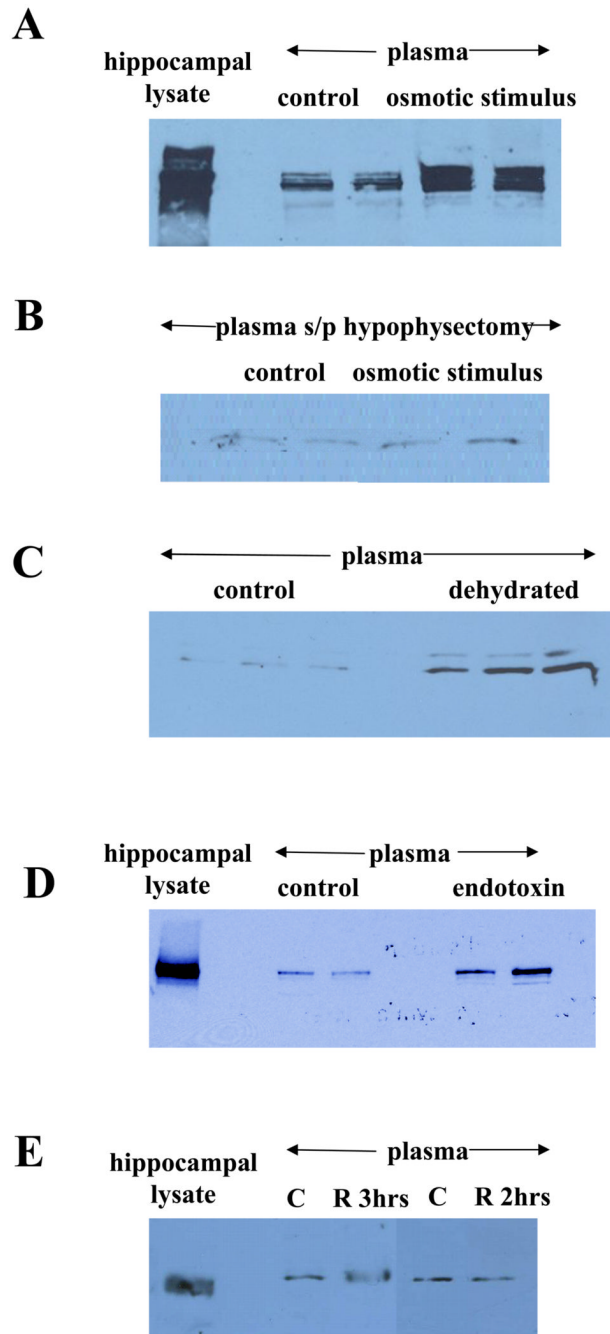 A
hippocampal
lysate
plasma
control osmotic stimulus
B
plasma s/p hypophysectomy
control osmotic stimulus
C
plasma
control dehydrated
D
hippocampal
lysate
plasma
control endotoxin
E
hippocampal
lysate
plasma
C R 3hrs C R 2hrs